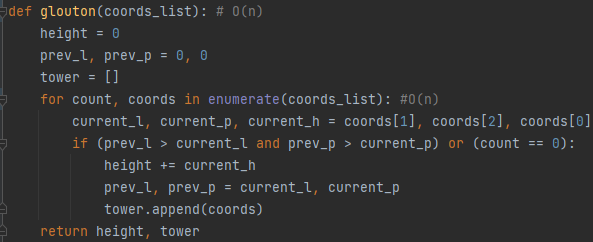 def glouton(coords_list): # O(n)
    height = 0
    prev_l, prev_p = 0, 0
    tower = []
    for count, coords in enumerate(coords_list): #O(n)
        current_l, current_p, current_h = coords[1], coords[2], coords[0]
        if (prev_l > current_l and prev_p > current_p) or (count == 0):
            height += current_h
            prev_l, prev_p = current_l, current_p
            tower.append(coords)
    return height, tower